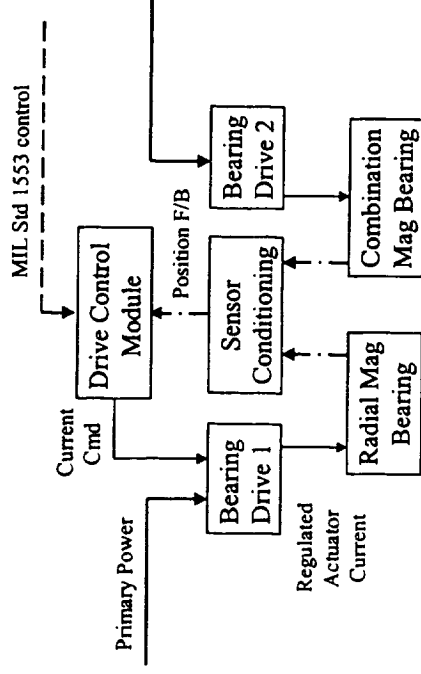 MIL Std 1553 control
Drive Control
Module
Current
Cmd
Position F/B
Primary Power
Bearing
Drive 1
Sensor
Conditioning
Bearing
Drive 2
Regulated
Actuator
Current
Radial Mag
Bearing
Combination
Mag Bearing